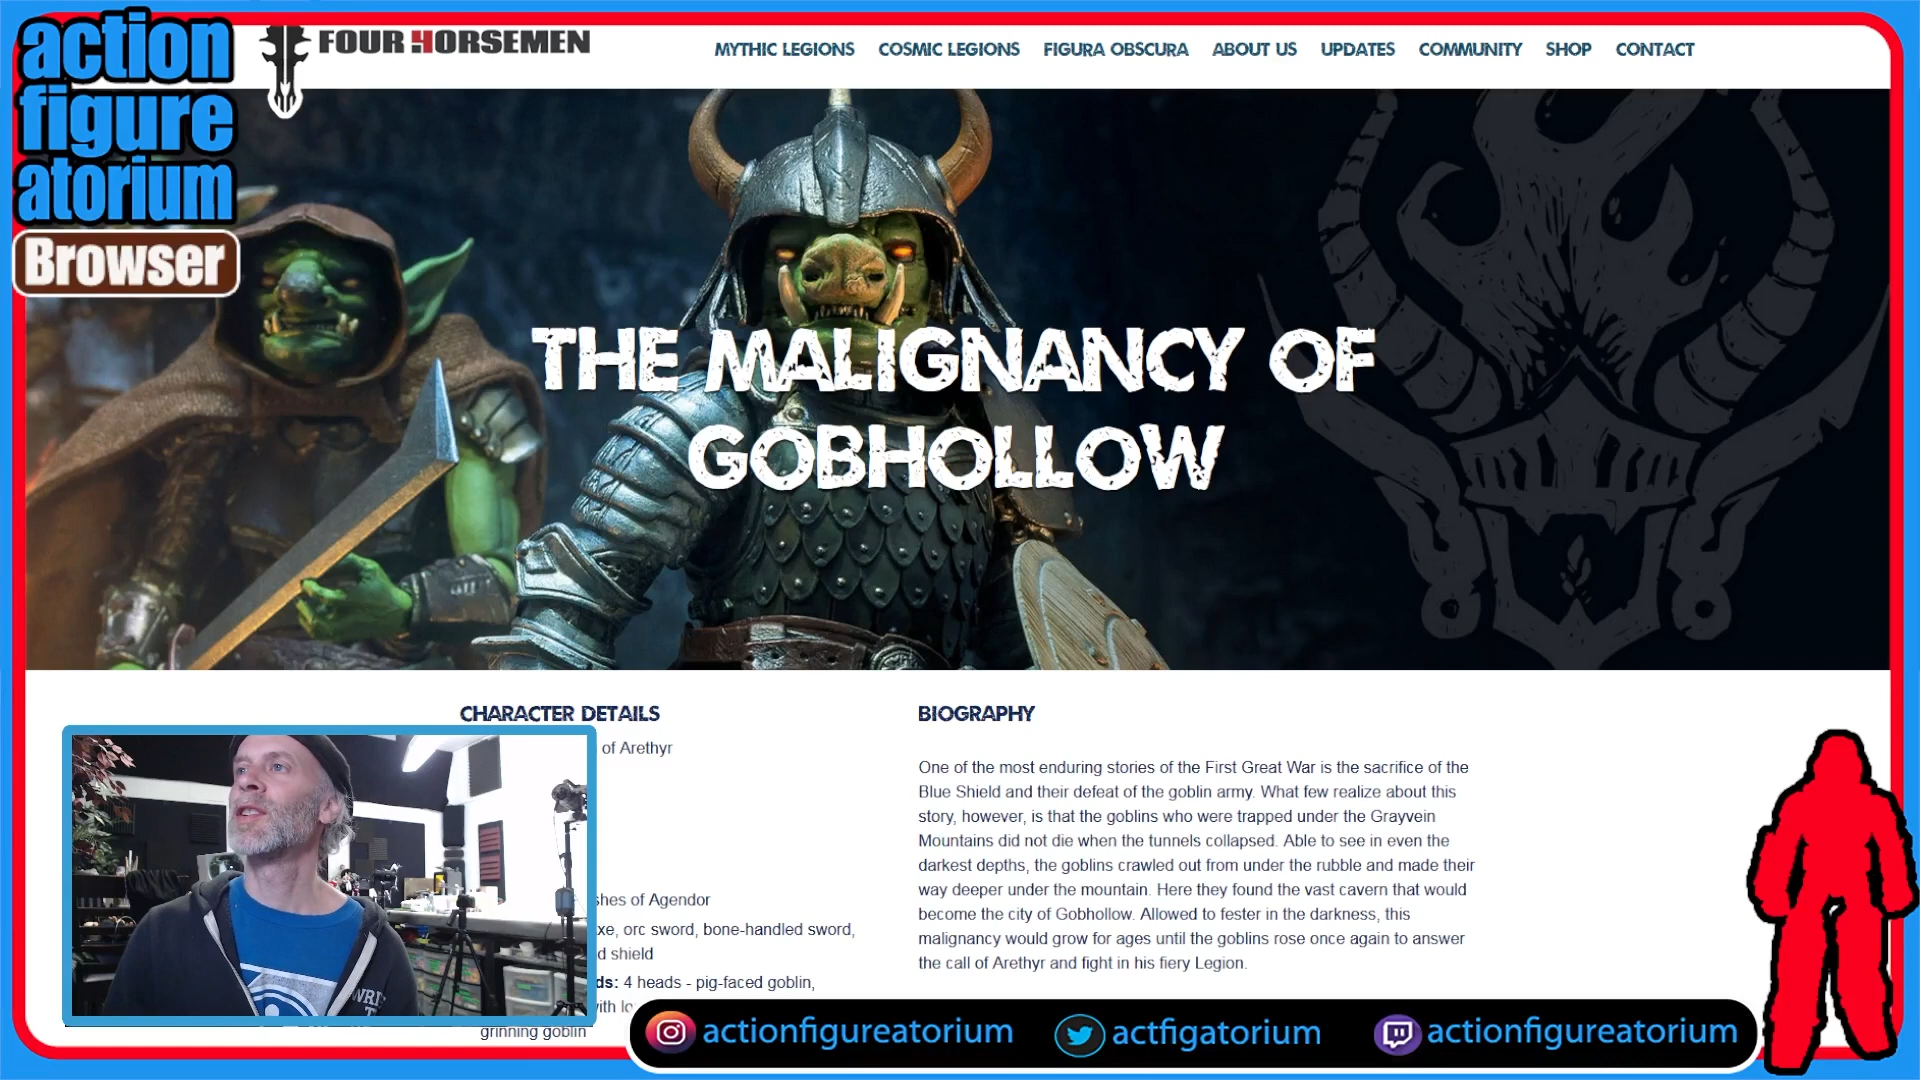 action
figure
atorium
Browser
FOUR HORSEMEN
MYTHIC LEGIONS COSMIC LEGIONS FIGURA OBSCURA ABOUT US UPDATES COMMUNITY SHOP CONTACT
THE MALIGNANCY OF
GOBHOLLOW
CHARACTER DETAILS
of Arethyr
shes of Agendor
xe, orc sword, bone-handled sword,
d shield
ds: 4 heads - pig-faced goblin,
ith lo
grinning goblin
BIOGRAPHY
One of the most enduring stories of the First Great War is the sacrifice of the
Blue Shield and their defeat of the goblin army. What few realize about this
story, however, is that the goblins who were trapped under the Grayvein
Mountains did not die when the tunnels collapsed. Able to see in even the
darkest depths, the goblins crawled out from under the rubble and made their
way deeper under the mountain. Here they found the vast cavern that would
become the city of Gobhollow. Allowed to fester in the darkness, this
malignancy would grow for ages until the goblins rose once again to answer
the call of Arethyr and fight in his fiery Legion.
actionfigureatorium actfigatorium actionfigureatorium